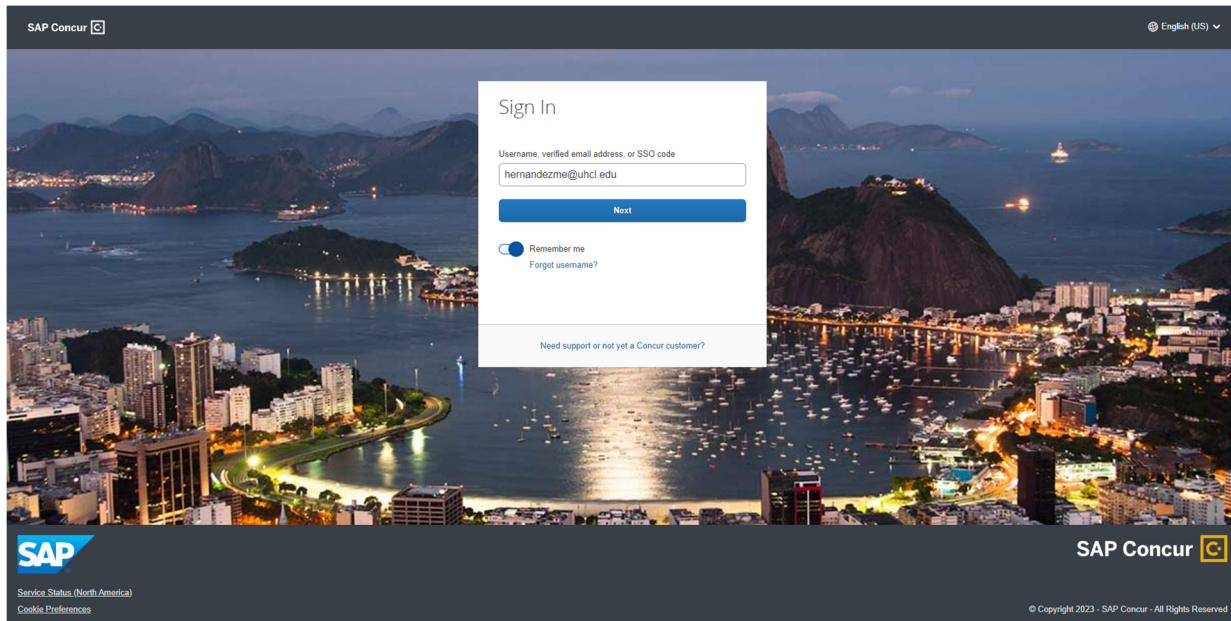 SAP Concur C
English (US)
Sign In
Username, verified email address, or SSO code
hernandezme@uhcl.edu
Next
Remember me
Forgot username?
Need support or not yet a Concur customer?
SAP
SAP Concur C
Service Status (North America)
Cookie Preferences
© Copyright 2023 - SAP Concur - All Rights Reserved